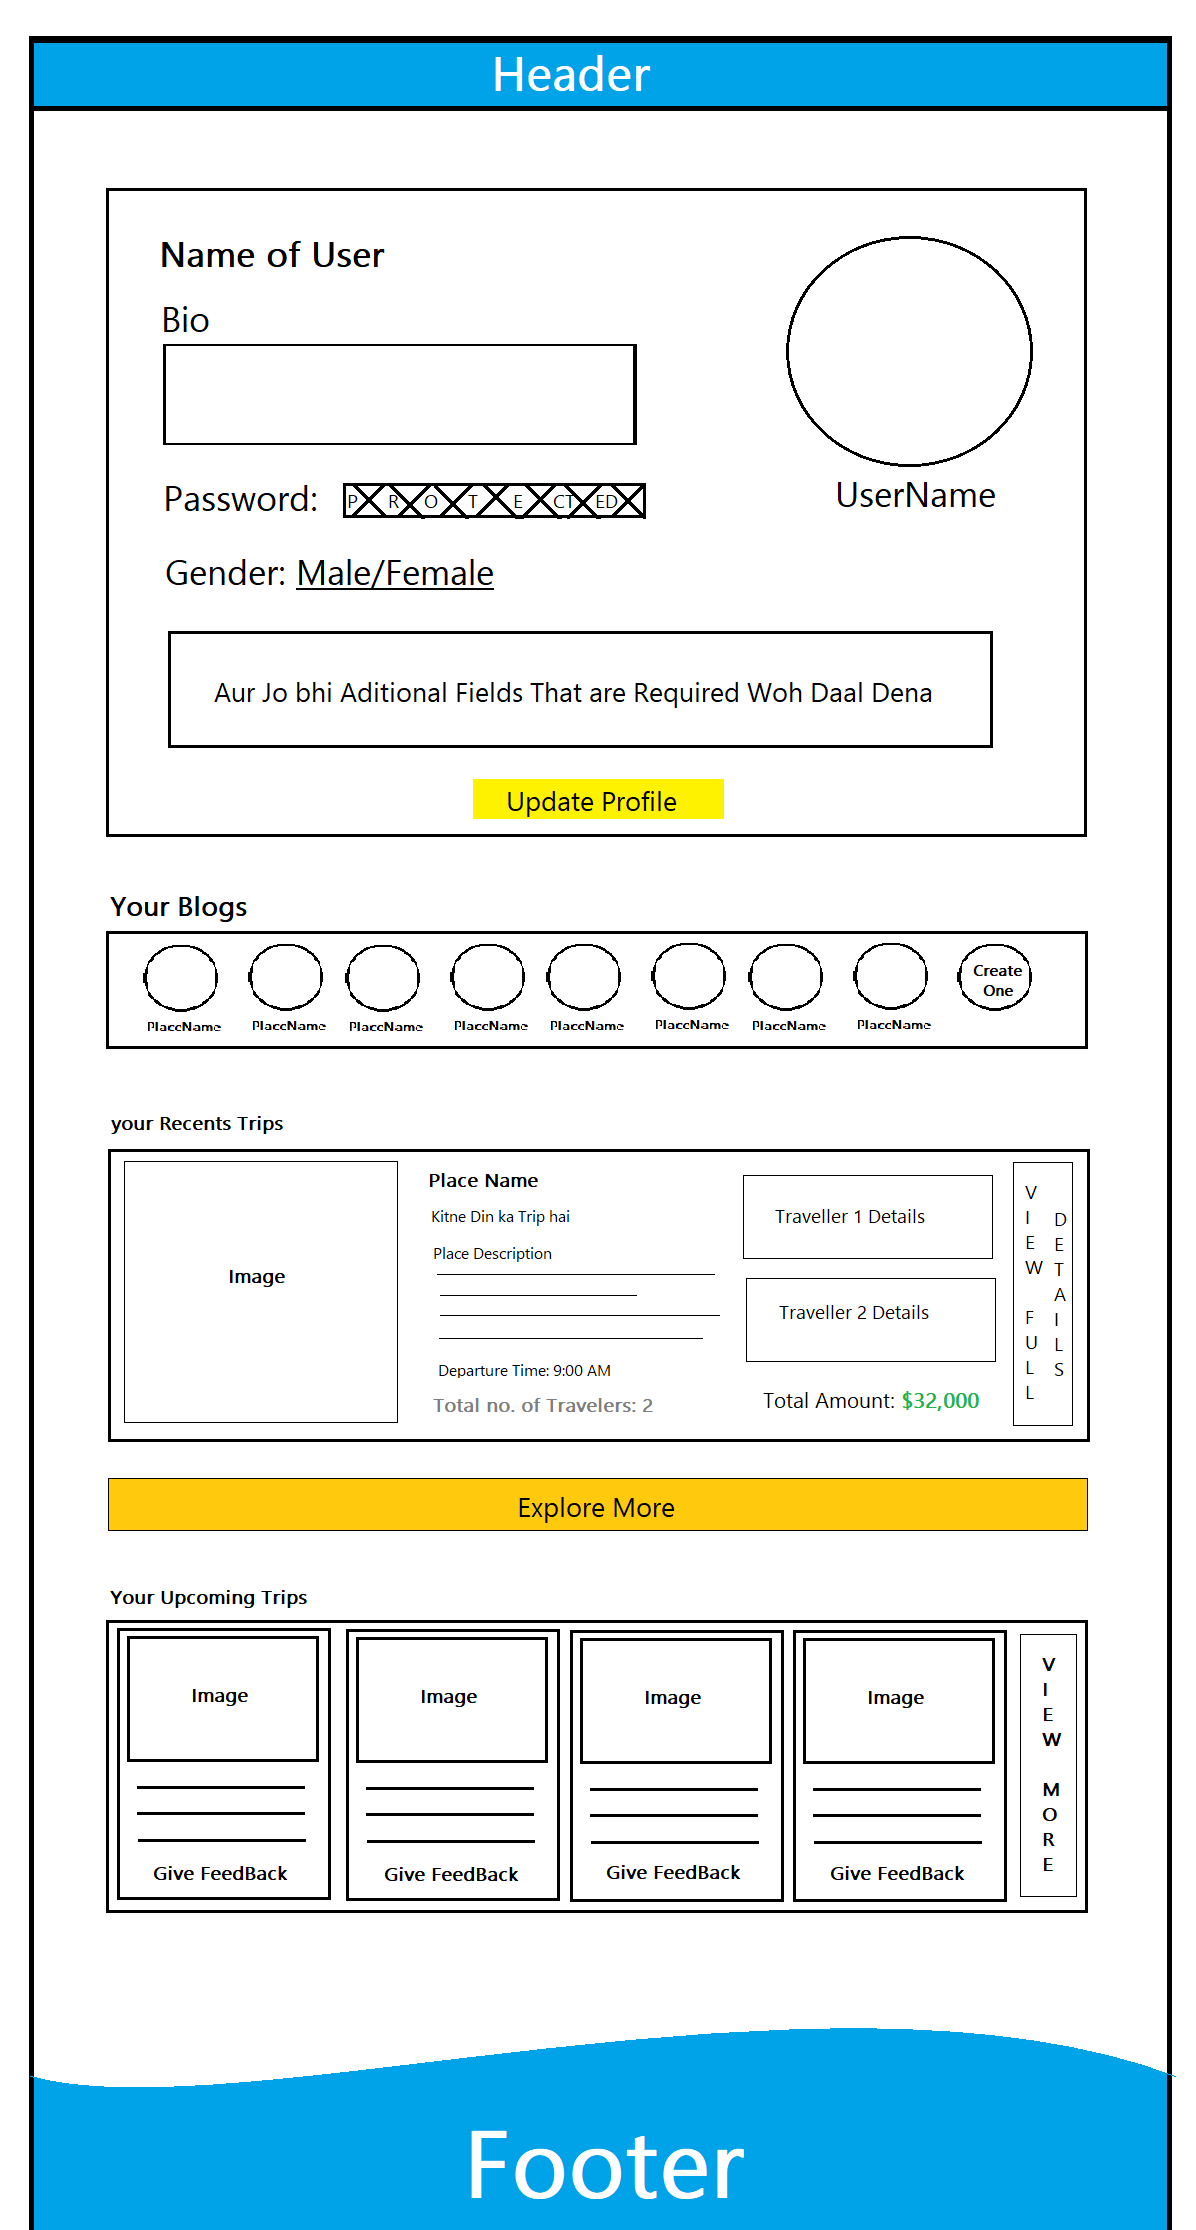 Header
Name of User
Bio
Password: PROTECTED
UserName
Gender: Male/Female
Aur Jo bhi Aditional Fields That are Required Woh Daal Dena
Update Profile
Your Blogs
Create
One
PlaceName PlaceName PlaceName PlaceName PlaceName PlaceName PlaceName PlaceName
your Recents Trips
Image
Place Name
Kitne Din ka Trip hai
Place Description
Departure Time: 9:00 AM
Total no. of Travelers: 2
Traveller 1 Details
Traveller 2 Details
Total Amount: $32,000
VIEW FULL
DETAILS
Explore More
Your Upcoming Trips
Image
Give FeedBack
Image
Give FeedBack
Image
Give FeedBack
Image
Give FeedBack
VIEW MORE
Footer